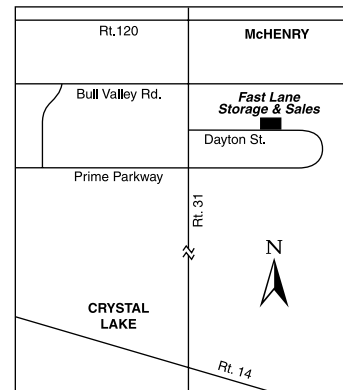 Rt.120
McHENRY
Bull Valley Rd.
Fast Lane
Storage & Sales
Dayton St.
Prime Parkway
Rt. 31
N
CRYSTAL
LAKE
Rt. 14